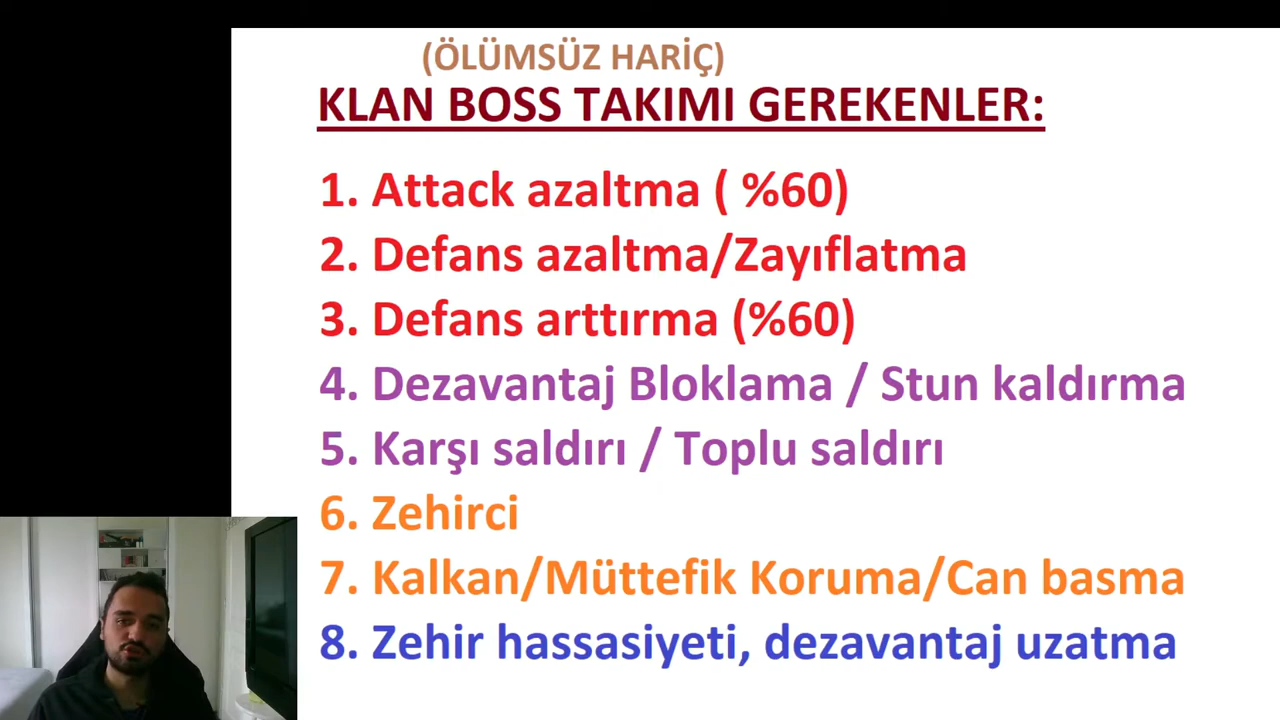 (ÖLÜMSÜZ HARİÇ)
KLAN BOSS TAKIMI GEREKENLER:
1. Attack azaltma ( %60)
2. Defans azaltma/Zayıflatma
3. Defans arttırma (%60)
4. Dezavantaj Bloklama / Stun kaldırma
5. Karşı saldırı / Toplu saldırı
6. Zehirci
7. Kalkan/Müttefik Koruma/Can basma
8. Zehir hassasiyeti, dezavantaj uzatma